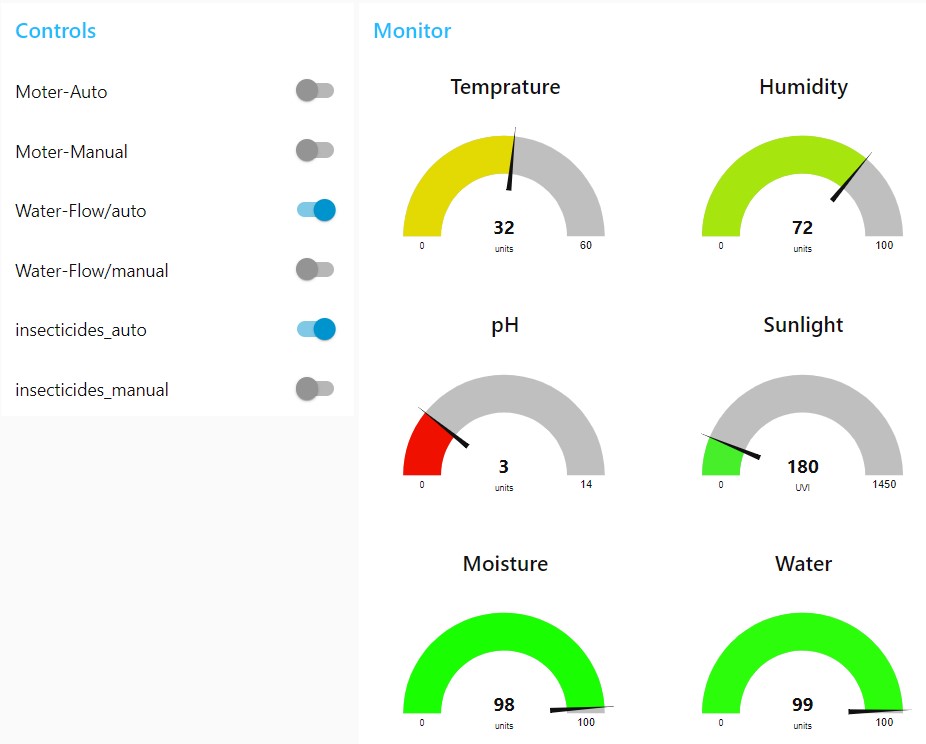 Controls
Moter-Auto
Moter-Manual
Water-Flow/auto
Water-Flow/manual
insecticides_auto
insecticides_manual
Monitor
Temprature
32
0 units 60
Humidity
72
0 units 100
pH
3
0 units 14
Sunlight
180
0 UVI 1450
Moisture
98
0 units 100
Water
99
0 units 100